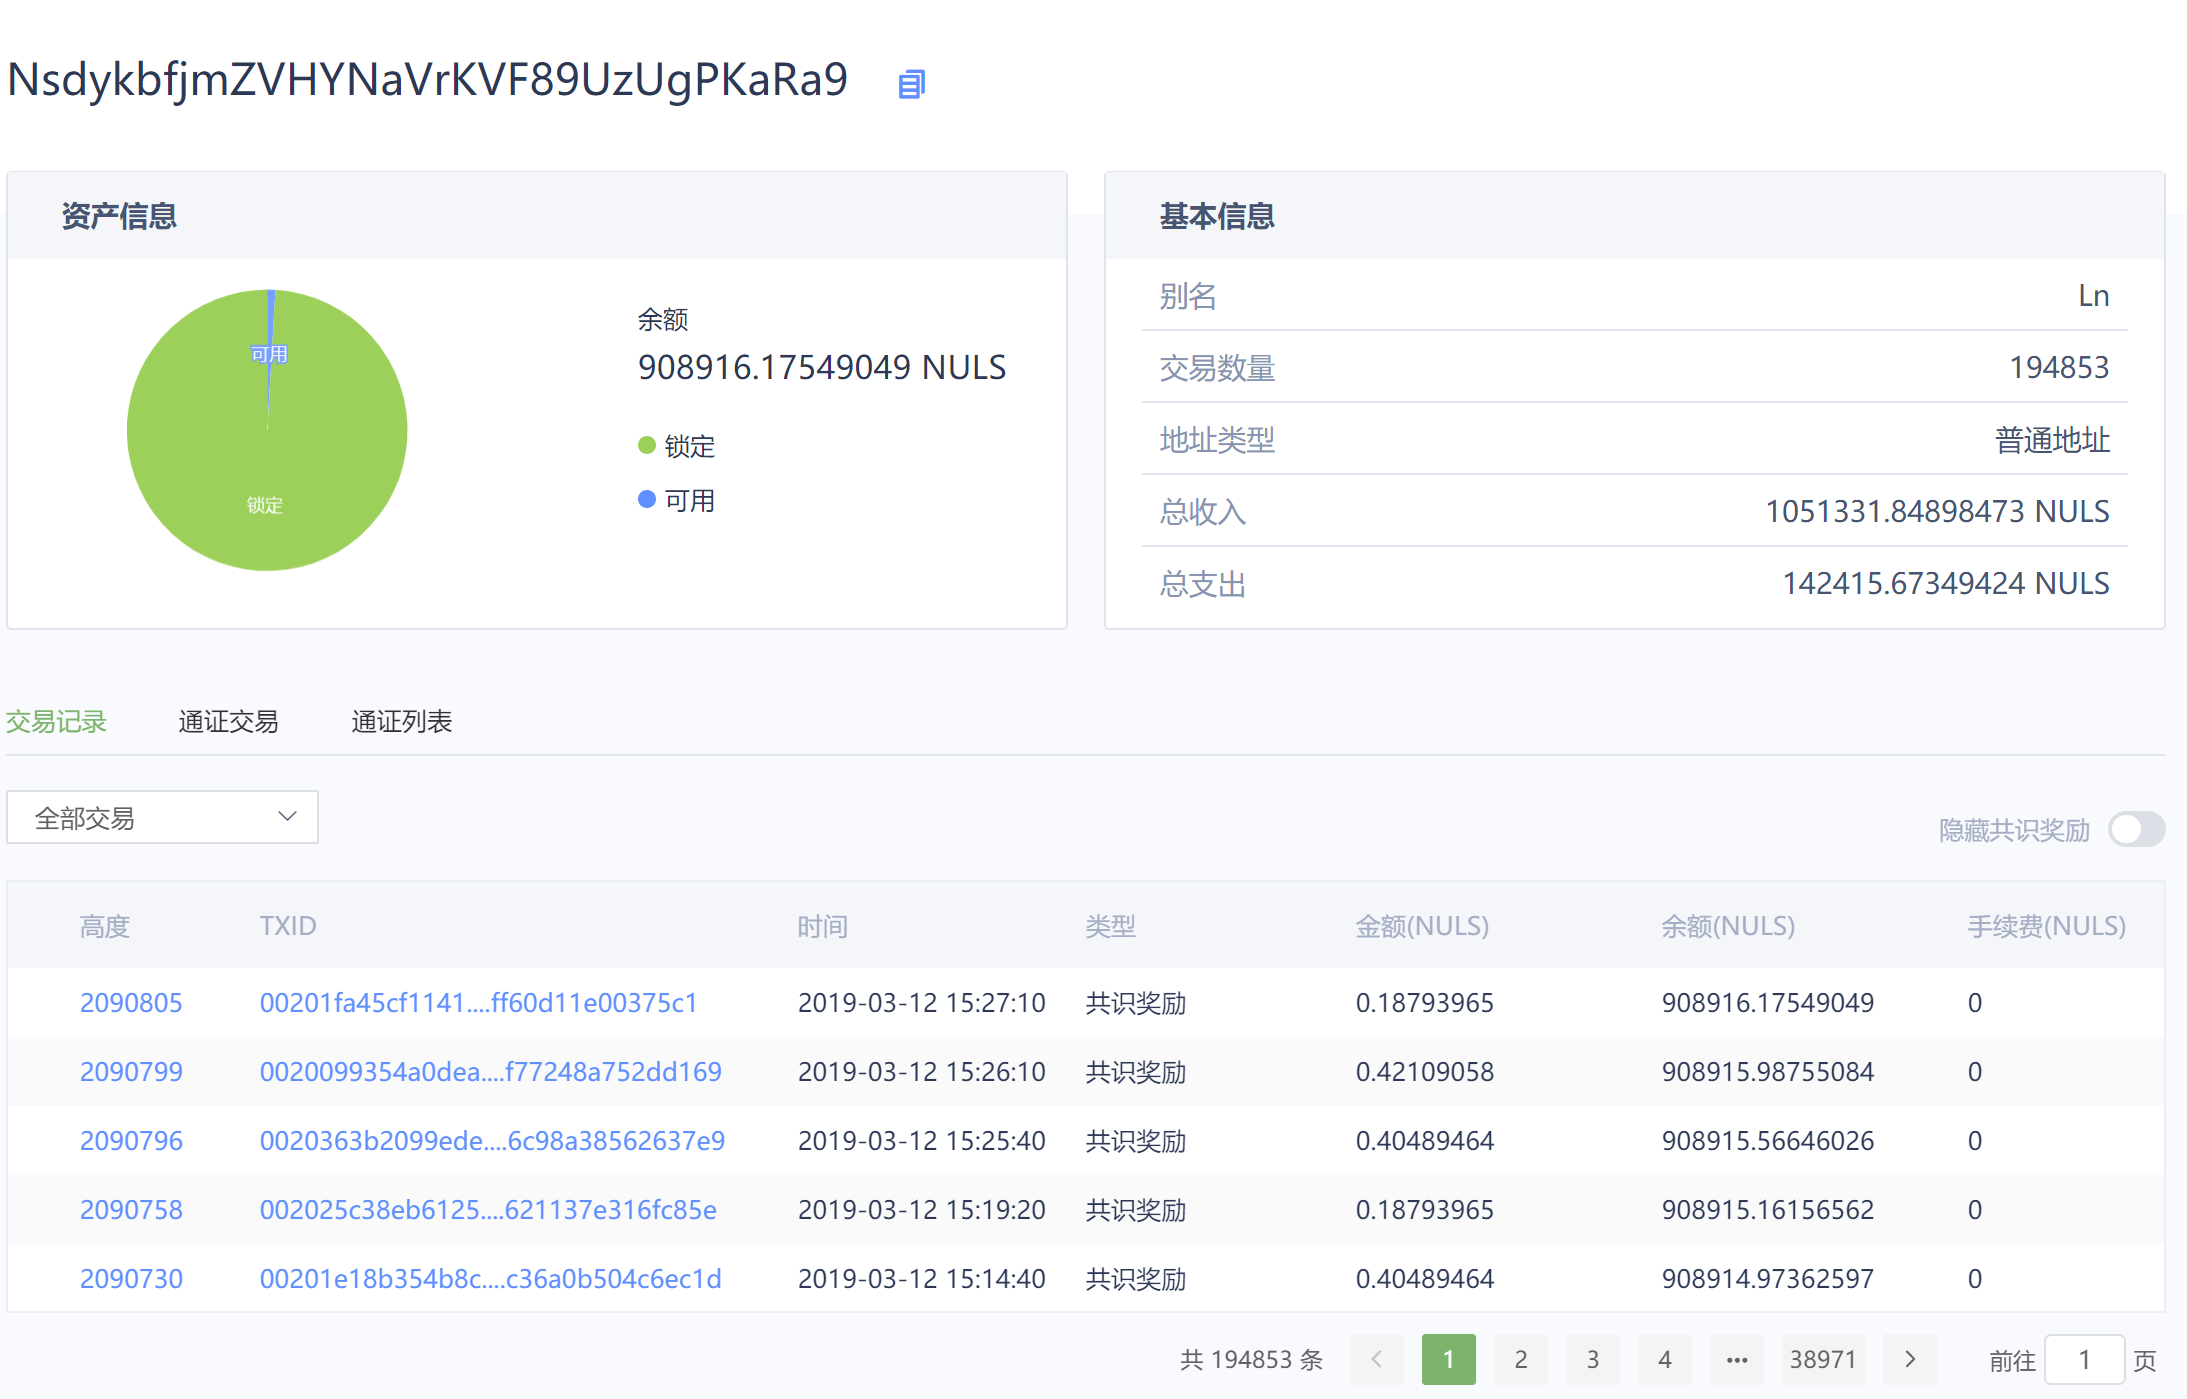 NsdykbfjmZVHYNaVrKVF89UzUgPKaRa9
资产信息
可用
锁定
余额
908916.17549049 NULS
锁定
可用
基本信息
别名 Ln
交易数量 194853
地址类型 普通地址
总收入 1051331.84898473 NULS
总支出 142415.67349424 NULS
交易记录 通证交易 通证列表
全部交易
隐藏共识奖励
高度 TXID 时间 类型 金额(NULS) 余额(NULS) 手续费(NULS)
2090805 00201fa45cf1141....ff60d11e00375c1 2019-03-12 15:27:10 共识奖励 0.18793965 908916.17549049 0
2090799 0020099354a0dea....f77248a752dd169 2019-03-12 15:26:10 共识奖励 0.42109058 908915.98755084 0
2090796 0020363b2099ede....6c98a38562637e9 2019-03-12 15:25:40 共识奖励 0.40489464 908915.56646026 0
2090758 002025c38eb6125....621137e316fc85e 2019-03-12 15:19:20 共识奖励 0.18793965 908915.16156562 0
2090730 00201e18b354b8c....c36a0b504c6ec1d 2019-03-12 15:14:40 共识奖励 0.40489464 908914.97362597 0
共 194853 条 1 2 3 4 ••• 38971 前往 1 页